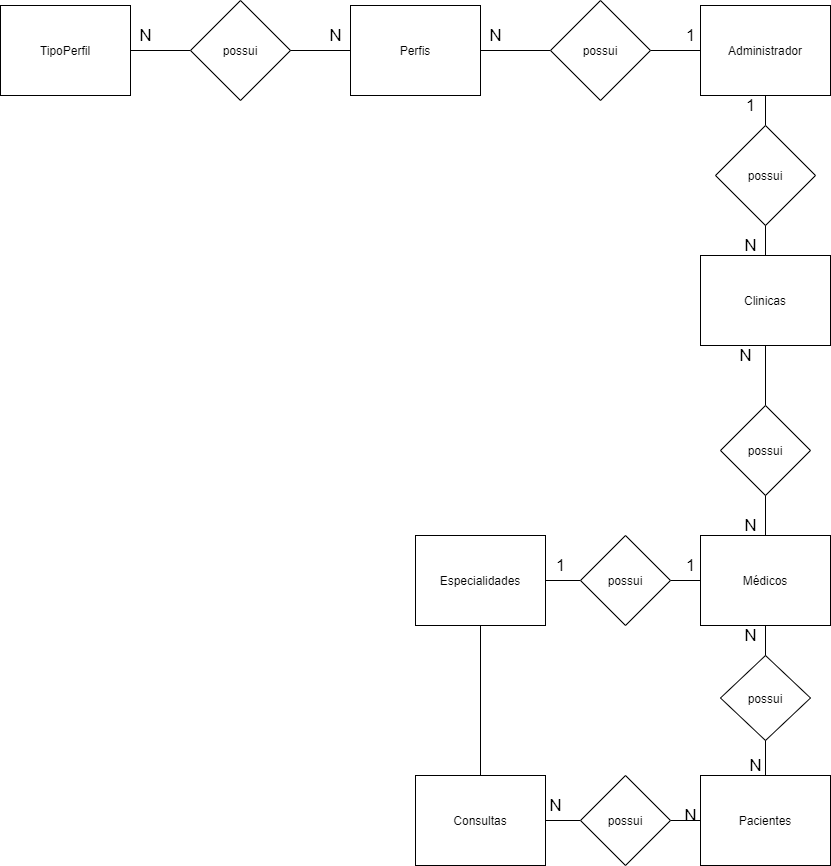 TipoPerfil
N
possui
N
Perfis
N
possui
1
Administrador
1
possui
N
Clinicas
N
possui
N
Especialidades
1
possui
1
Médicos
N
possui
N
Consultas
N
possui
N
Pacientes